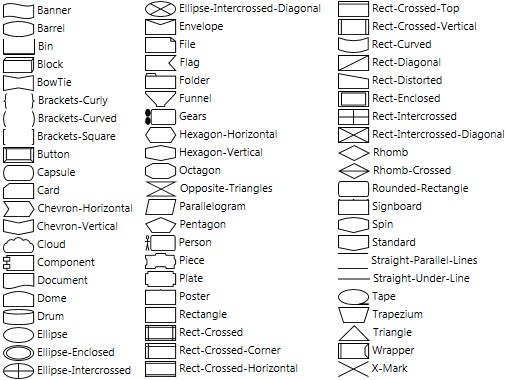 Banner
Barrel
Bin
Block
BowTie
Brackets-Curly
Brackets-Curved
Brackets-Square
Button
Capsule
Card
Chevron-Horizontal
Chevron-Vertical
Cloud
Component
Document
Dome
Drum
Ellipse
Ellipse-Enclosed
Ellipse-Intercrossed
Ellipse-Intercrossed-Diagonal
Envelope
File
Flag
Folder
Funnel
Gears
Hexagon-Horizontal
Hexagon-Vertical
Octagon
Opposite-Triangles
Parallelogram
Pentagon
Person
Piece
Plate
Poster
Rectangle
Rect-Crossed
Rect-Crossed-Corner
Rect-Crossed-Horizontal
Rect-Crossed-Top
Rect-Crossed-Vertical
Rect-Curved
Rect-Diagonal
Rect-Distorted
Rect-Enclosed
Rect-Intercrossed
Rect-Intercrossed-Diagonal
Rhomb
Rhomb-Crossed
Rounded-Rectangle
Signboard
Spin
Standard
Straight-Parallel-Lines
Straight-Under-Line
Tape
Trapezium
Triangle
Wrapper
X-Mark